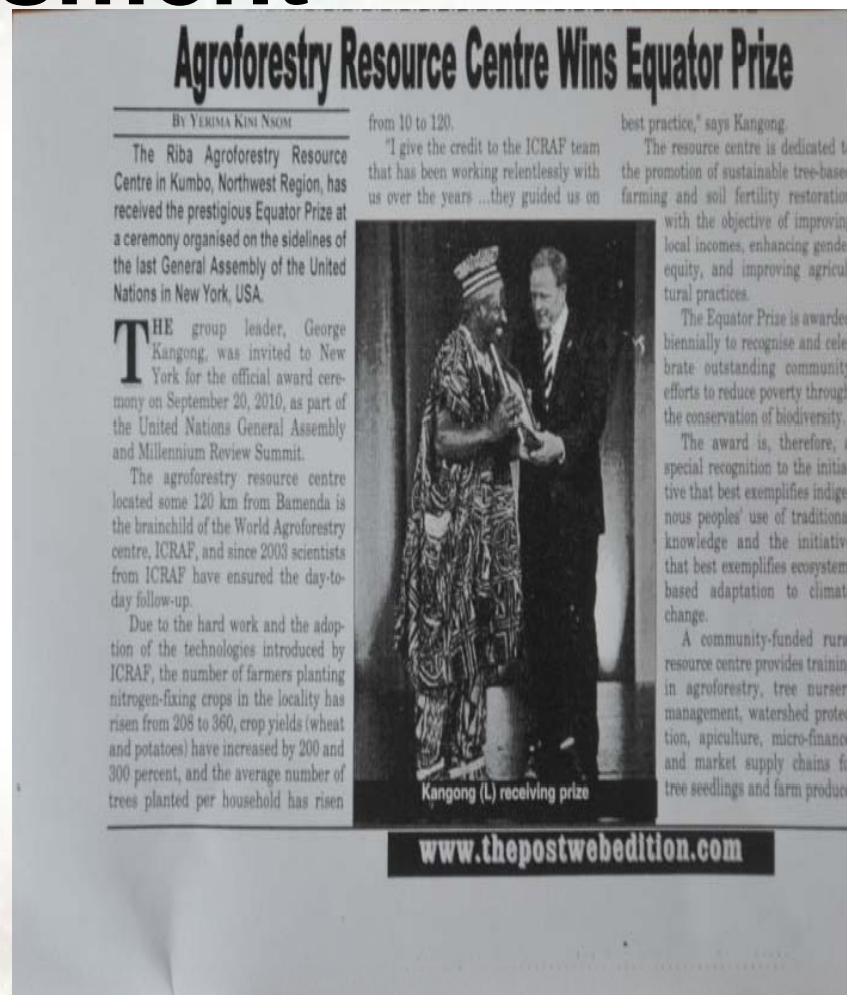 Agroforestry Resource Centre Wins Equator Prize
BY YERIMA KINI NSOM
The Riba Agroforestry Resource
Centre in Kumbo, Northwest Region, has
received the prestigious Equator Prize at
a ceremony organised on the sidelines of
the last General Assembly of the United
Nations in New York, USA.
THE group leader, George
Kangong, was invited to New
York for the official award cere-
mony on September 20, 2010, as part of
the United Nations General Assembly
and Millennium Review Summit.
The agroforestry resource centre
located some 120 km from Bamenda is
the brainchild of the World Agroforestry
centre, ICRAF, and since 2003 scientists
from ICRAF have ensured the day-to-
day follow-up.
Due to the hard work and the adop-
tion of the technologies introduced by
ICRAF, the number of farmers planting
nitrogen-fixing crops in the locality has
risen from 208 to 360, crop yields (wheat
and potatoes) have increased by 200 and
300 percent, and the average number of
trees planted per household has risen
from 10 to 120.
"I give the credit to the ICRAF team
that has been working relentlessly with
us over the years ...they guided us on
best practice," says Kangong.
The resource centre is dedicated t
the promotion of sustainable tree-base
farming and soil fertility restoratio
with the objective of improving
local incomes, enhancing gende
equity, and improving agricul
tural practices.
The Equator Prize is awarded
biennially to recognise and cele
brate outstanding community
efforts to reduce poverty through
the conservation of biodiversity.
The award is, therefore, a
special recognition to the initia
tive that best exemplifies indige
nous peoples' use of traditiona
knowledge and the initiative
that best exemplifies ecosystem
based adaptation to climat
change.
A community-funded rura
resource centre provides training
in agroforestry, tree nurser
management, watershed protec
tion, apiculture, micro-finance
and market supply chains fo
tree seedlings and farm produce
Kangong (L) receiving prize
www.thepostwebedition.com